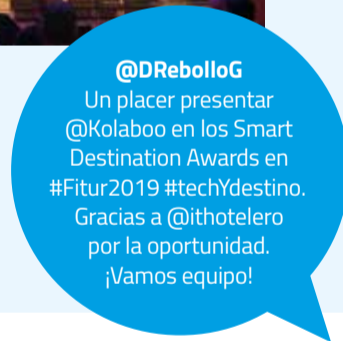 @DRebolloG
Un placer presentar
@Kolaboo en los Smart
Destination Awards en
#Fitur2019 #techYdestino.
Gracias a @ithotelero
por la oportunidad.
¡Vamos equipo!